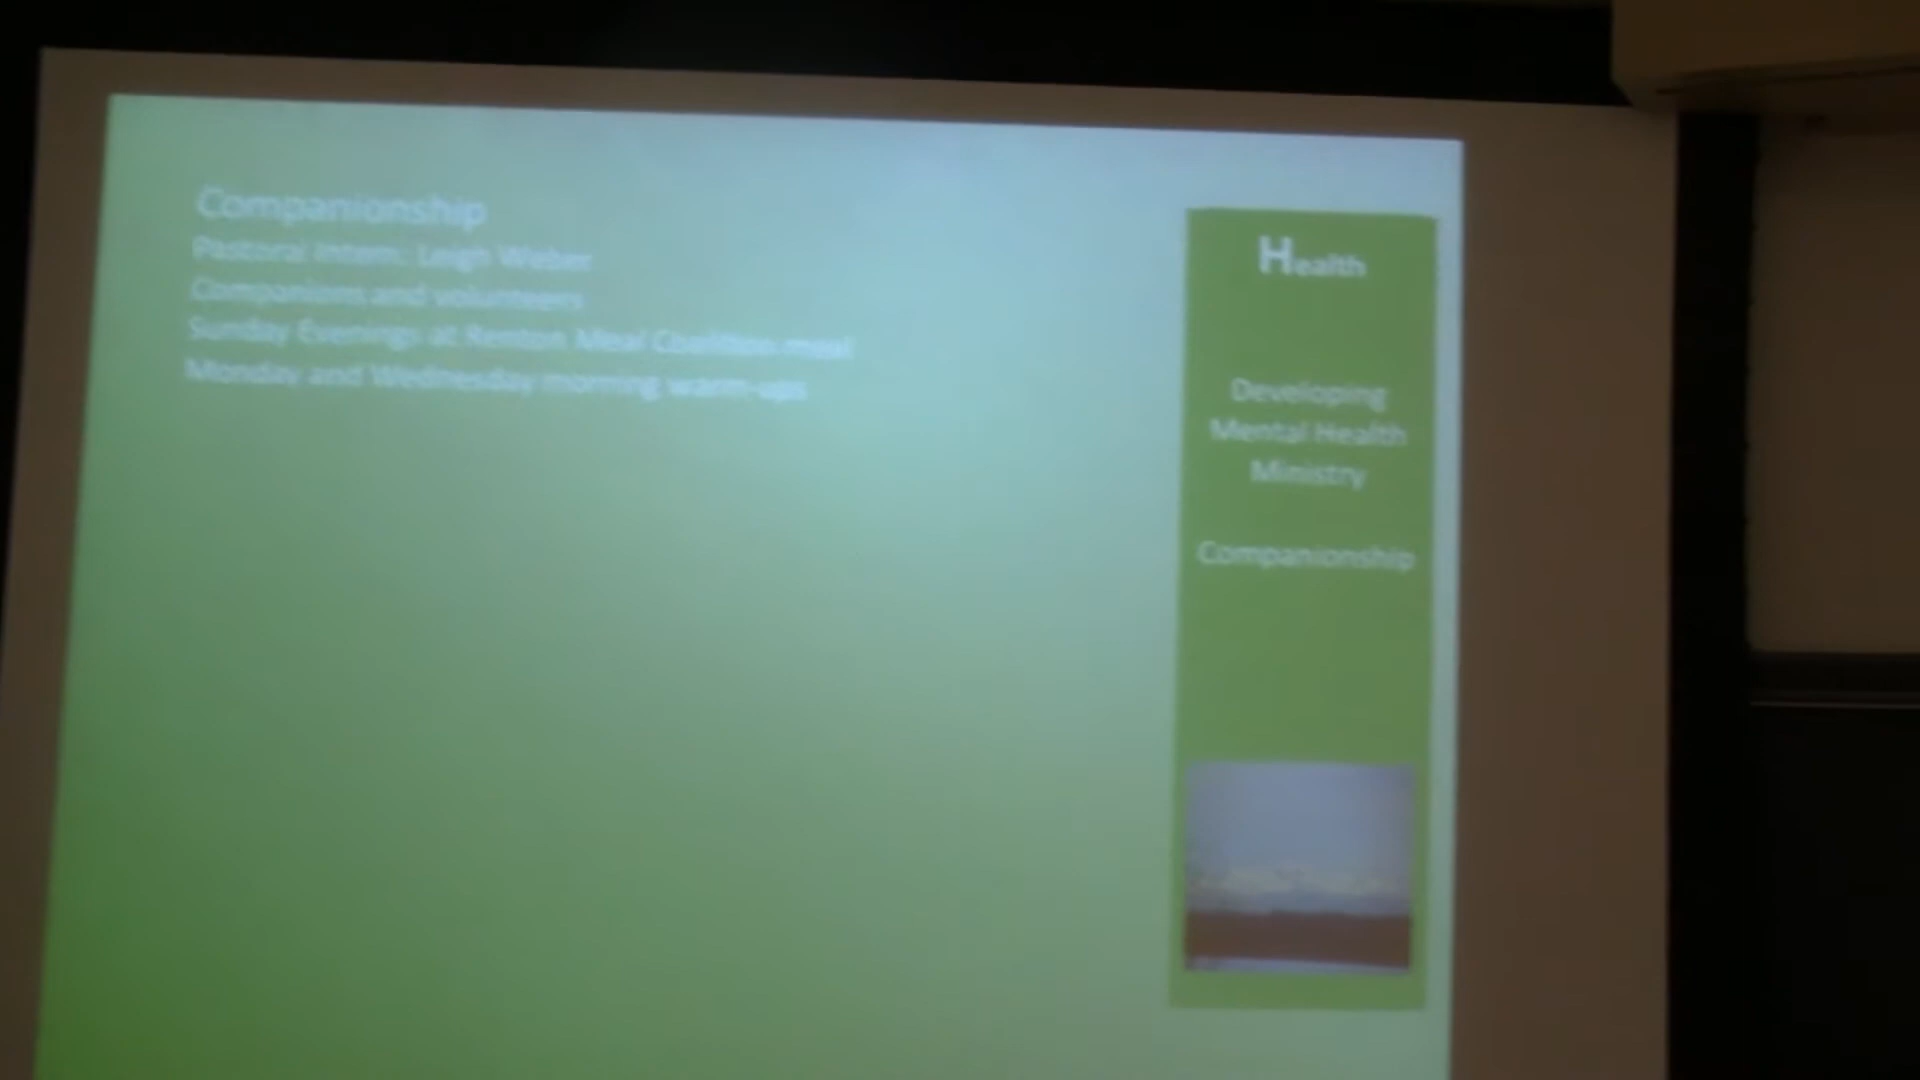 Companionship
Pastoral Intern: Leigh Weber
Companions and volunteers
Sunday Evenings at Renton Meal Coalition meal
Monday and Wednesday morning warm-ups
Health
Developing
Mental Health
Ministry
Companionship